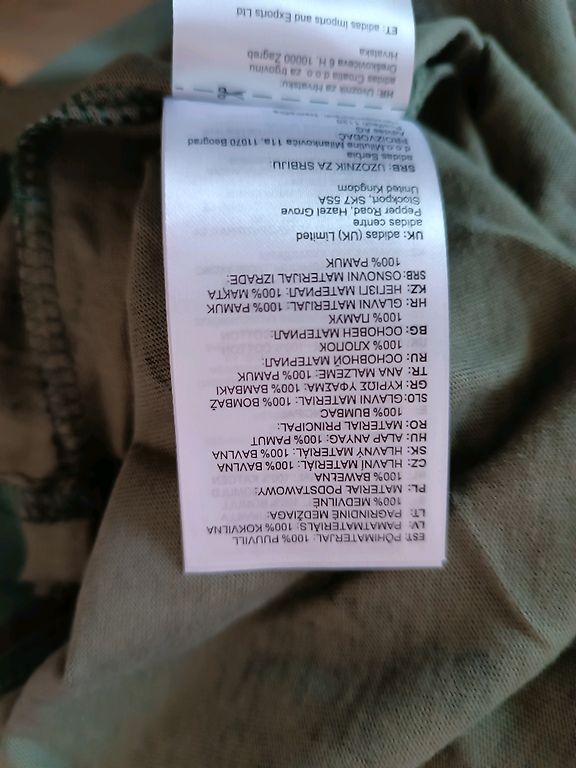 EST: PÕHIMATERJAL: 100% PUUVILL
LV: PAMATMATERIĀLS: 100% KOKVILNA
LT: PAGRINDINĖ MEDŽIAGA:
100% MEDVILNĖ
PL: MATERIAŁ PODSTAWOWY:
100% BAWEŁNA
CZ: HLAVNÍ MATERIÁL: 100% BAVLNA
SK: HLAVNÝ MATERIÁL: 100% BAVLNA
HU: ALAP ANYAG: 100% PAMUT
RO: MATERIAL PRINCIPAL:
100% BUMBAC
SLO:GLAVNI MATERIAL: 100% BOMBAŽ
GR: ΚΥΡΙΩΣ ΥΦΑΣΜΑ: 100% ΒΑΜΒΑΚΙ
TR: ANA MALZEME: 100% PAMUK
RU: ОСНОВНОЙ МАТЕРИАЛ:
100% ХЛОПОК
BG: ОСНОВЕН МАТЕРИАЛ:
100% ПАМУК
HR: GLAVNI MATERIJAL: 100% PAMUK
KZ: НЕГІЗГІ МАТЕРИАЛ: 100% МАҚТА
SRB:OSNOVNI MATERIJAL IZRADE:
100% PAMUK
UK: adidas (UK) Limited
adidas centre
Pepper Road, Hazel Grove
Stockport, SK7 5SA
United Kingdom
SRB: UZOZNIK ZA SRBIJU:
adidas Serbia
d.o.o.Milutina Milankovića 11a, 11070 Beograd
PROIZVOĐAČ
Adidas AG
HR: Uvoznik za Hrvatsku:
adidas Croatia d.o.o. za trgovinu
Draškovićeva 6 H, 10000 Zagreb
Hrvatska
ET: adidas Imports and Exports Ltd